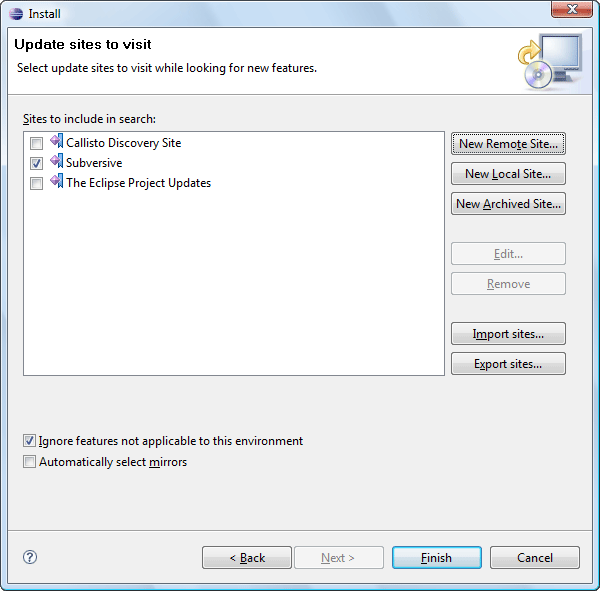 Install
Update sites to visit
Select update sites to visit while looking for new features.
Sites to include in search:
Callisto Discovery Site
Subversive
The Eclipse Project Updates
New Remote Site...
New Local Site...
New Archived Site...
Edit...
Remove
Import sites...
Export sites...
Ignore features not applicable to this environment
Automatically select mirrors
? < Back Next > Finish Cancel